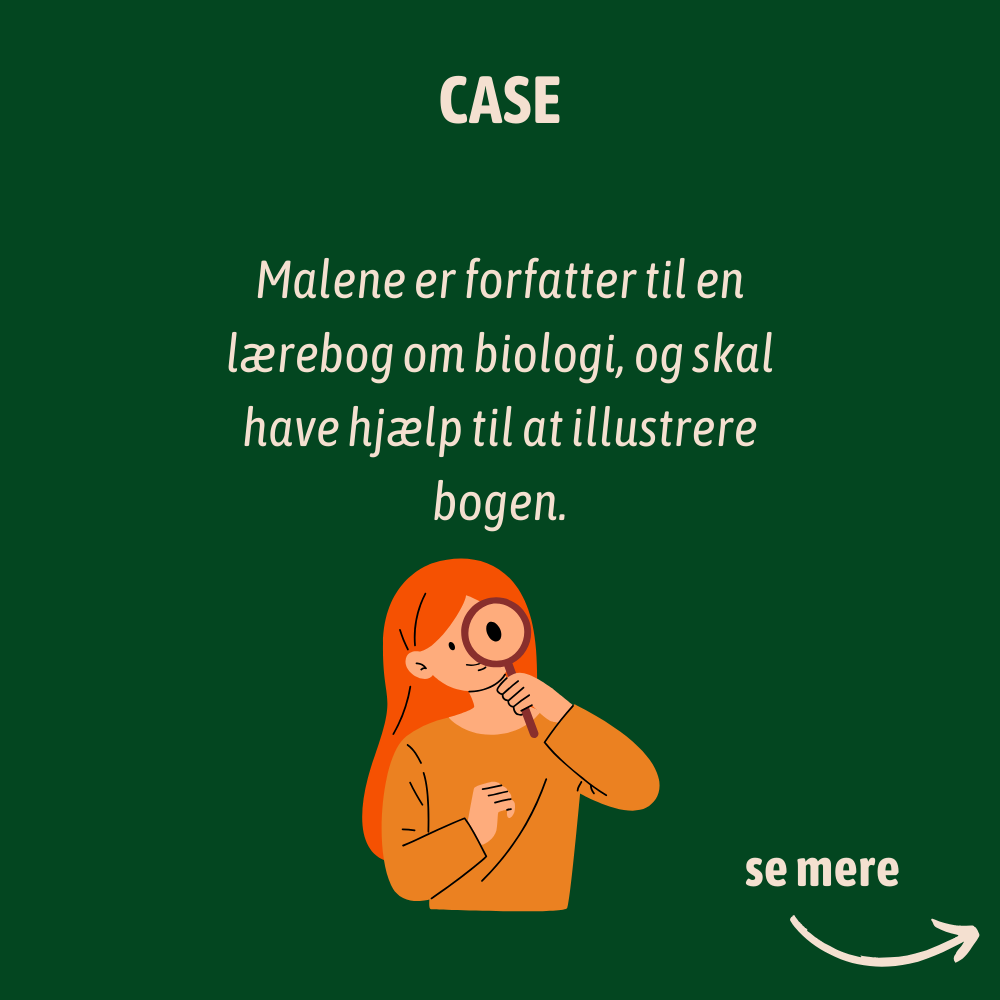 CASE
Malene er forfatter til en
lærebog om biologi, og skal
have hjælp til at illustrere
bogen.
se mere